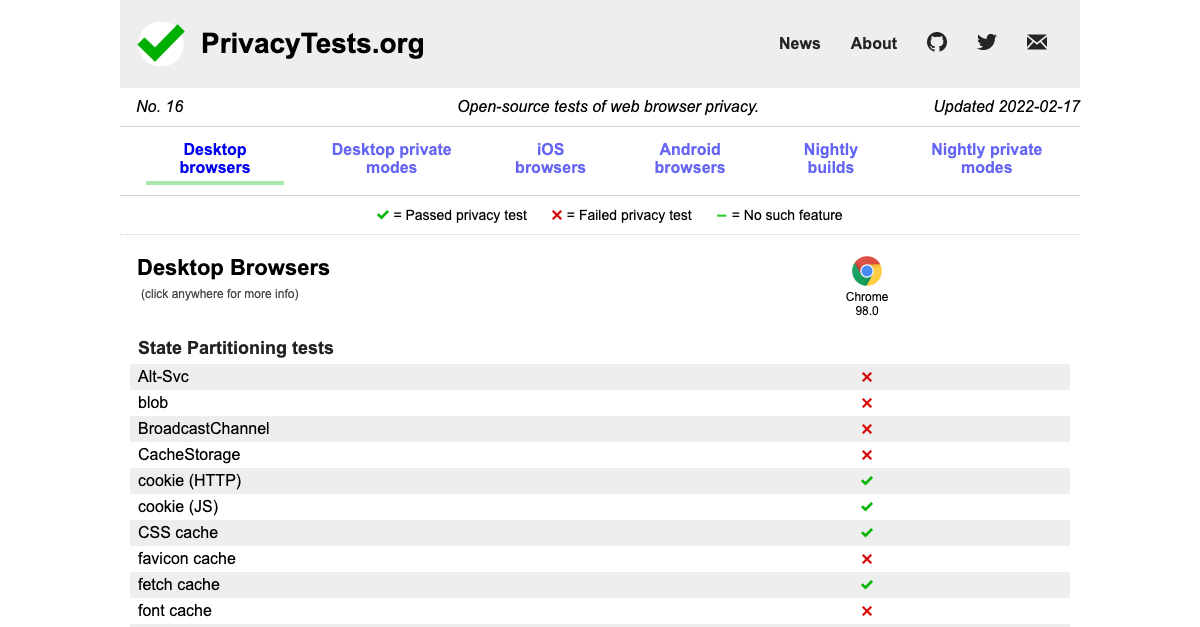 PrivacyTests.org
News About
No. 16 Open-source tests of web browser privacy. Updated 2022-02-17
Desktop browsers
Desktop private modes
iOS browsers
Android browsers
Nightly builds
Nightly private modes
= Passed privacy test = Failed privacy test = No such feature
Desktop Browsers
(click anywhere for more info)
Chrome
98.0
State Partitioning tests
Alt-Svc
blob
BroadcastChannel
CacheStorage
cookie (HTTP)
cookie (JS)
CSS cache
favicon cache
fetch cache
font cache